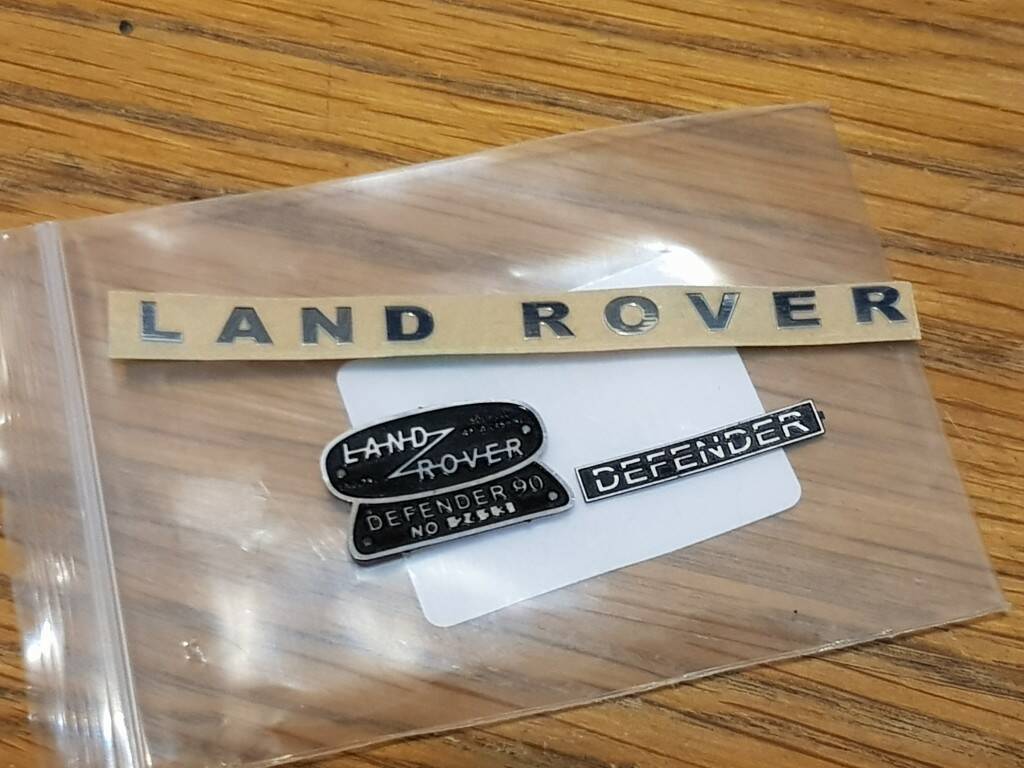 LAND ROVER
LAND
ROVER
DEFENDER 90
NO
DEFENDER